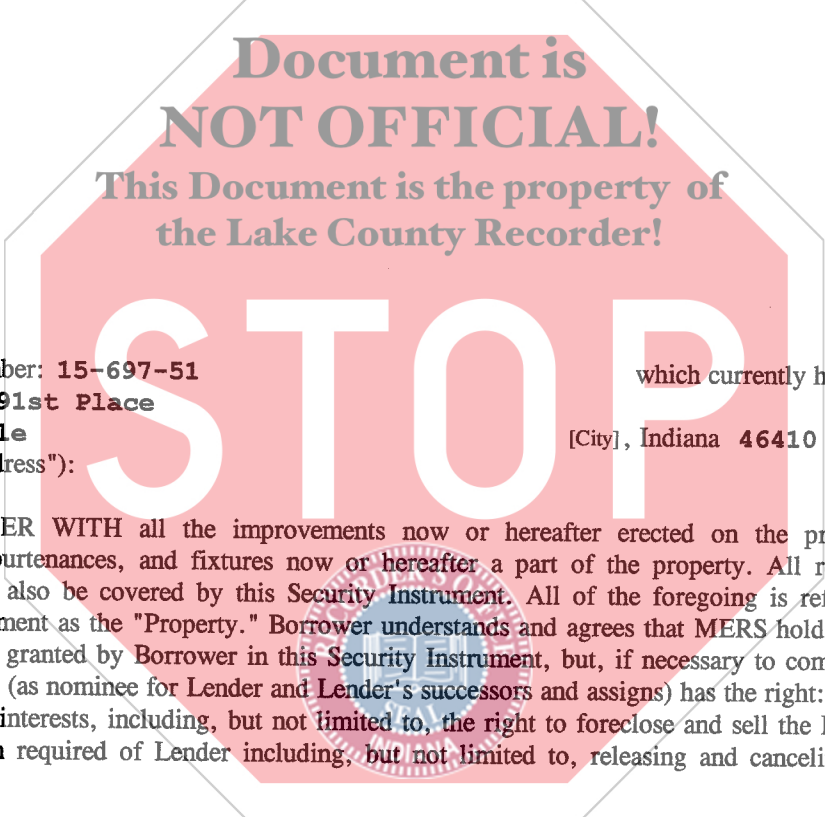 Document is
NOT OFFICIAL!
This Document is the property of
the Lake County Recorder!
STOP
ber: 15-697-51 which currently h
91st Place
le [City], Indiana 46410
ress"):
ER WITH all the improvements now or hereafter erected on the pr
urtenances, and fixtures now or hereafter a part of the property. All r
also be covered by this Security Instrument. All of the foregoing is ref
ment as the "Property." Borrower understands and agrees that MERS hold
granted by Borrower in this Security Instrument, but, if necessary to com
(as nominee for Lender and Lender's successors and assigns) has the right:
interests, including, but not limited to, the right to foreclose and sell the
required of Lender including, but not limited to, releasing and canceli
RECORDER'S OFFICE
SEAL